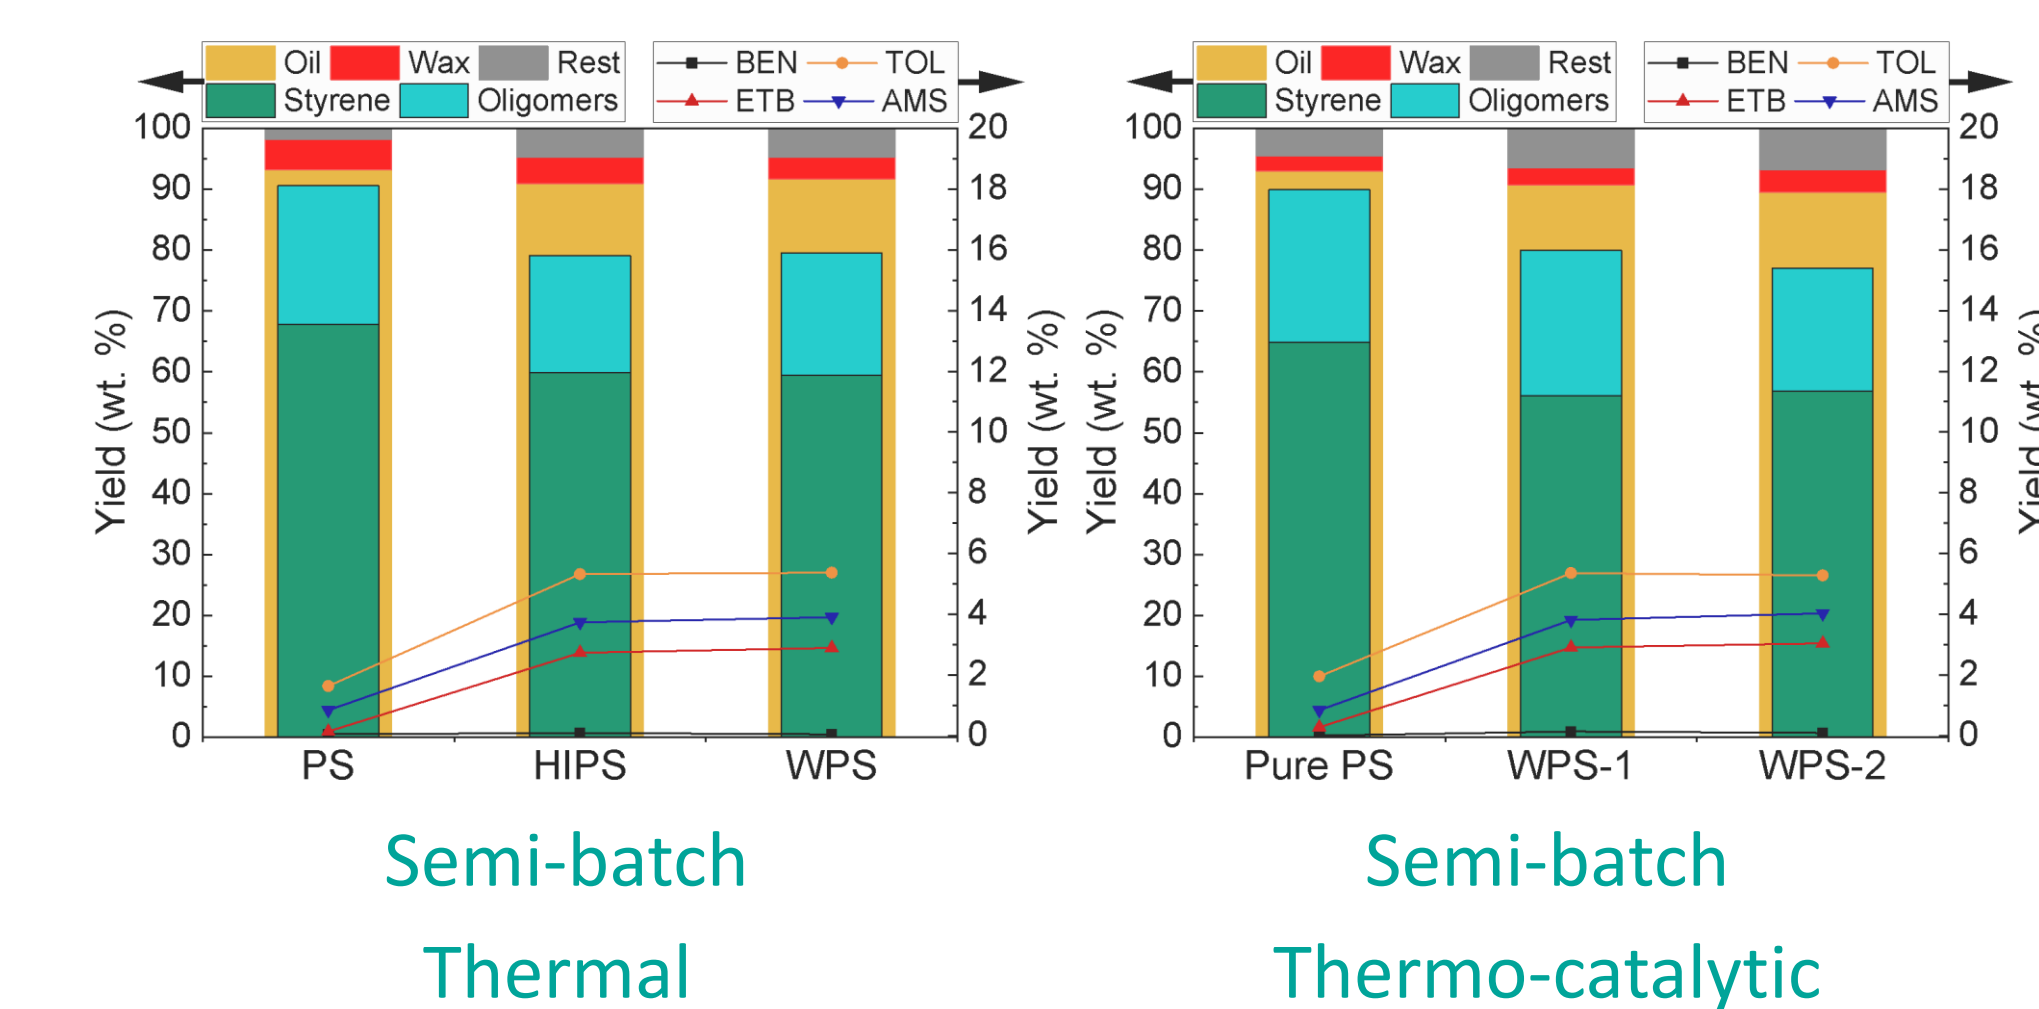 Oil Wax Rest
Styrene Oligomers
BEN TOL
ETB AMS
100
90
80
70
60
50
40
30
20
10
0
Yield (wt. %)
20
18
16
14
12
10
8
6
4
2
0
Yield (wt. %)
PS HIPS WPS
Semi-batch
Thermal
Oil Wax Rest
Styrene Oligomers
BEN TOL
ETB AMS
100
90
80
70
60
50
40
30
20
10
0
Yield (wt. %)
20
18
16
14
12
10
8
6
4
2
0
Yield (wt. %)
Pure PS WPS-1 WPS-2
Semi-batch
Thermo-catalytic